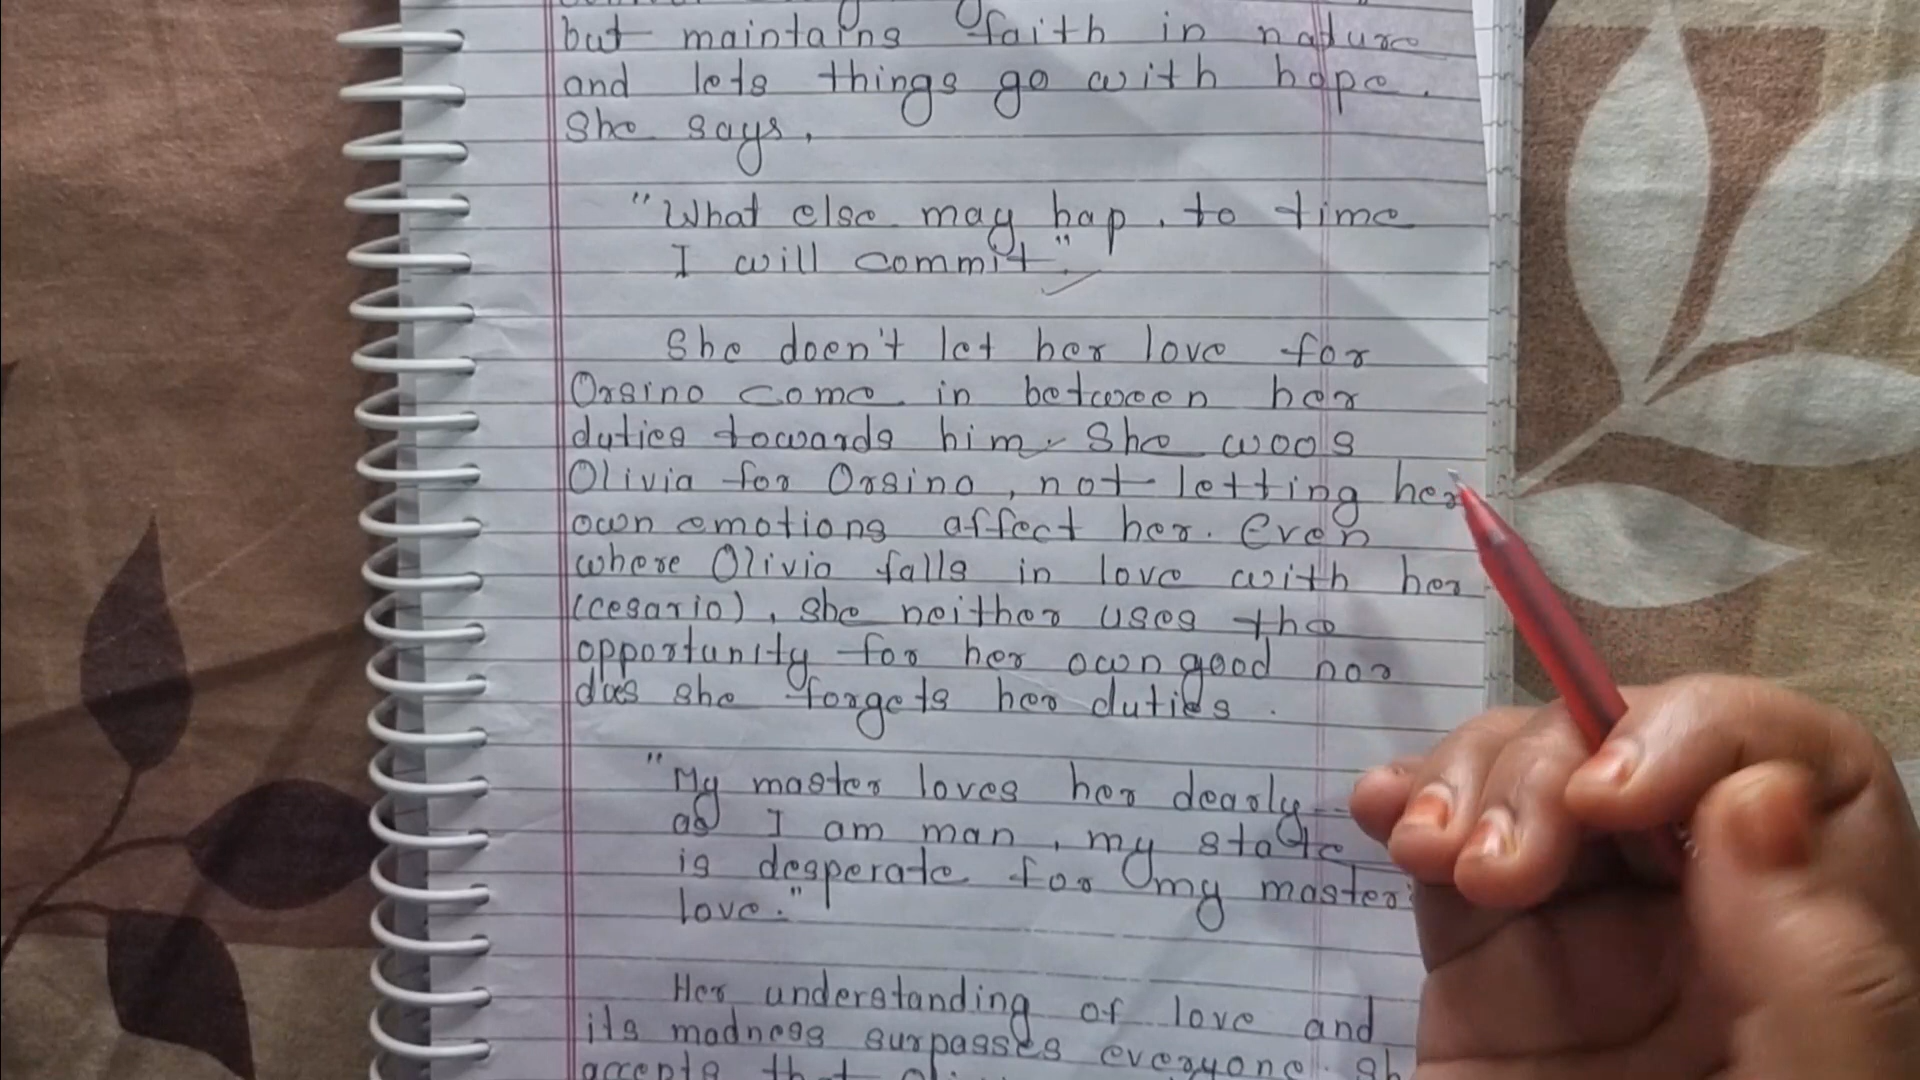 but maintains faith in nature
and lets things go with hope.
She says,
"What else may hap, to time
I will commit"
She doen't let her love for
Orsino come in between her
duties towards him. She woos
Olivia for Orsino, not letting her
own emotions affect her. Even
where Olivia falls in love with her
(cesario), she neither uses the
opportunity for her own good nor
does she forgets her duties.
"My master loves her dearly
as I am man, my state
is desperate for my master
love."
Her understanding of love and
its madness surpasses everyone.
accepts that